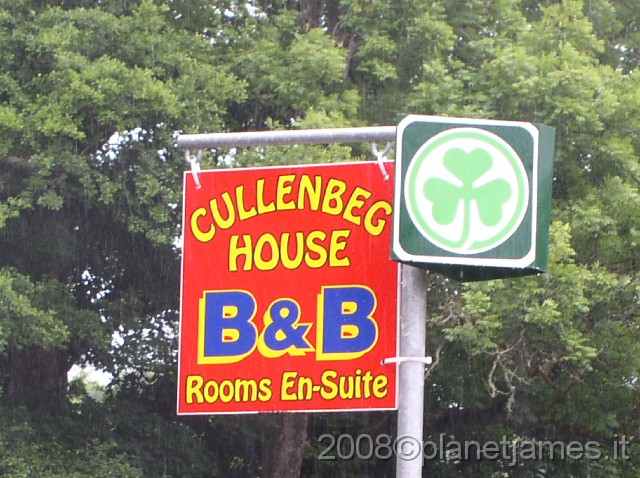 CULLENBEG
HOUSE
B&B
Rooms En-Suite
2008©planetjames.it